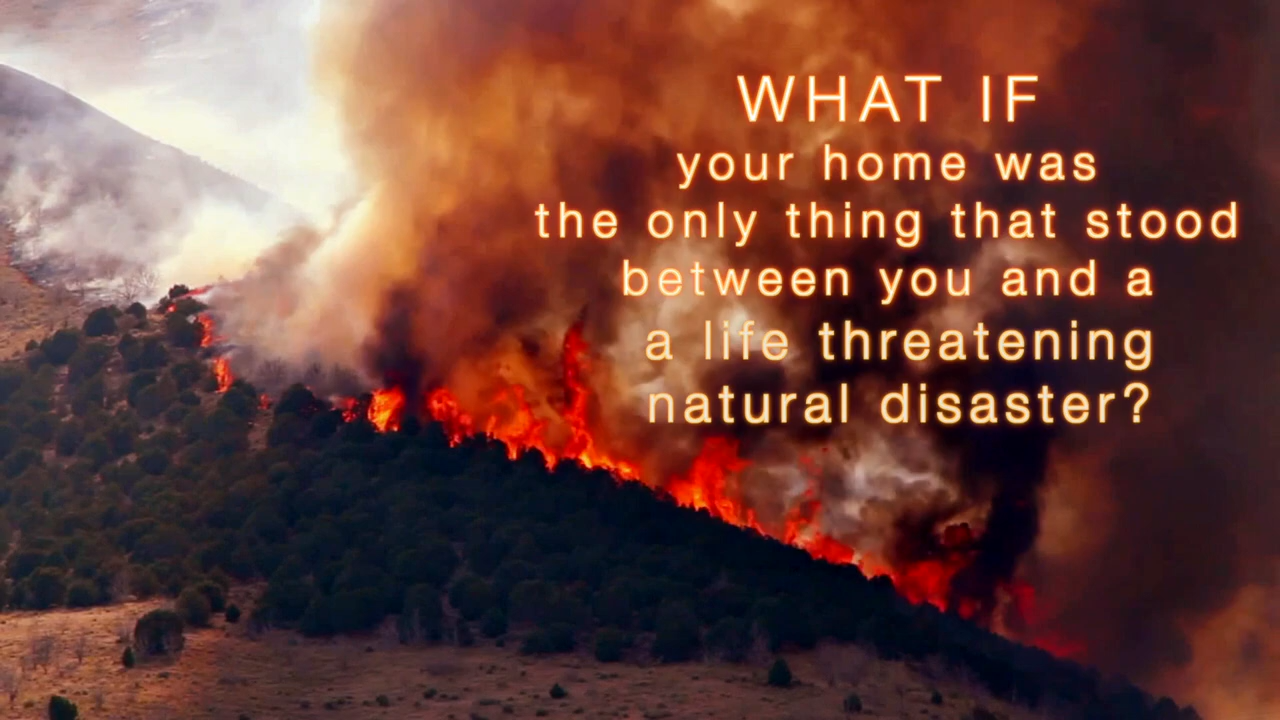 WHAT IF
your home was
the only thing that stood
between you and a
a life threatening
natural disaster?